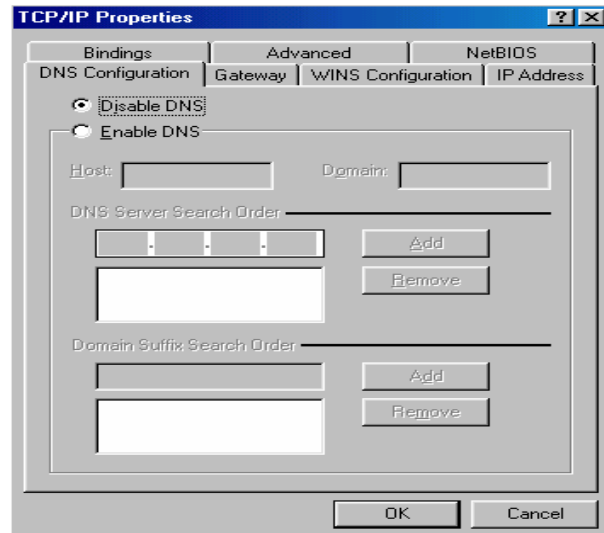 TCP/IP Properties
Bindings Advanced NetBIOS
DNS Configuration Gateway WINS Configuration IP Address
Disable DNS
Enable DNS
Host: Domain:
DNS Server Search Order
. . . Add
Remove
Domain Suffix Search Order
Add
Remove
OK Cancel